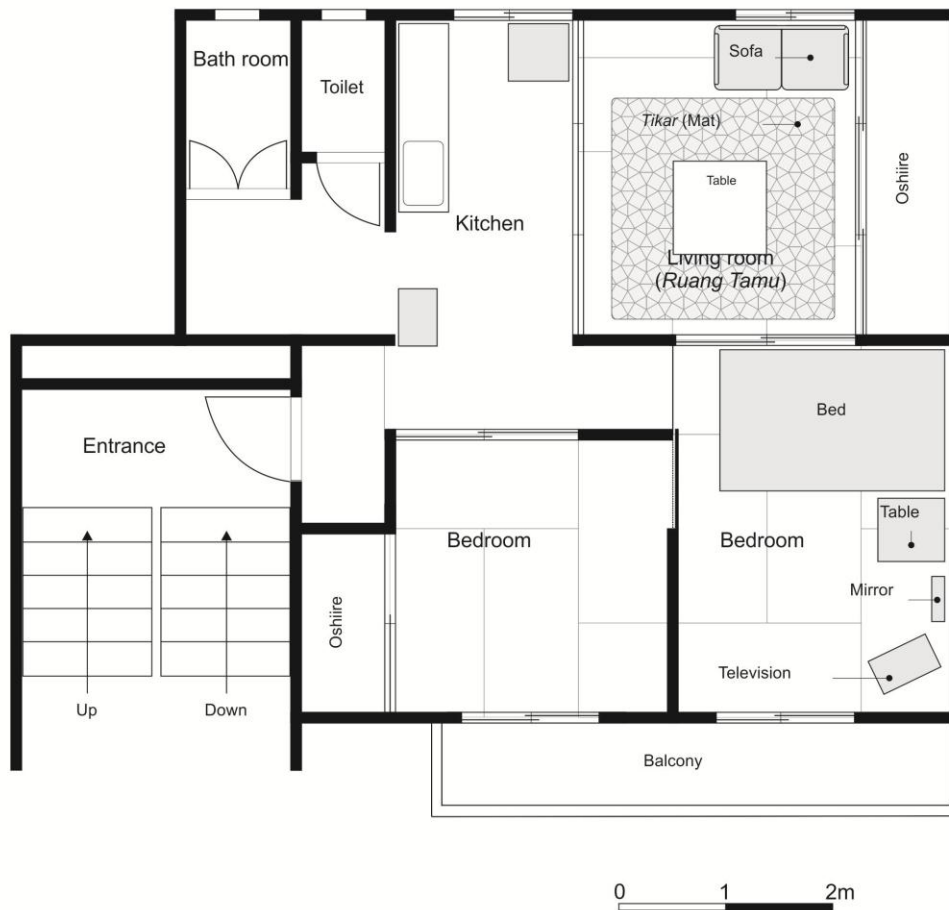 Bath room
Toilet
Sofa
Tikar (Mat)
Table
Oshiire
Kitchen
Living room
(Ruang Tamu)
Bed
Entrance
Table
Bedroom
Bedroom
Mirror
Oshiire
Television
Up
Down
Balcony
0 1 2m